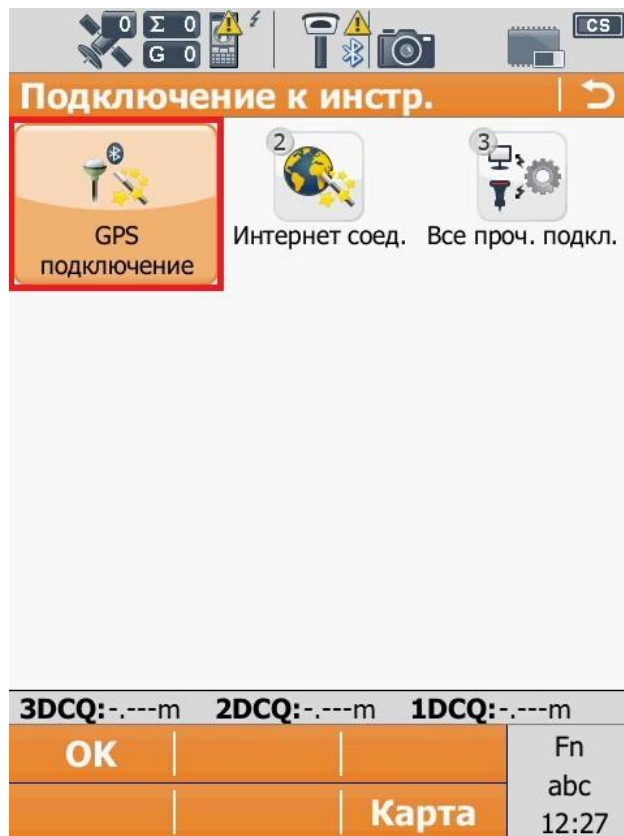 0 Σ 0
G 0
CS
Подключение к инстр.
2
3
GPS
подключение
Интернет соед.
Все проч. подкл.
3DCQ:-.---m 2DCQ:-.---m 1DCQ:-.---m
OK
Fn
abc
Карта
12:27